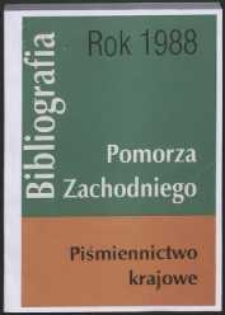 Rok 1988
Bibliografia
Pomorza
Zachodniego
Piśmiennictwo
krajowe